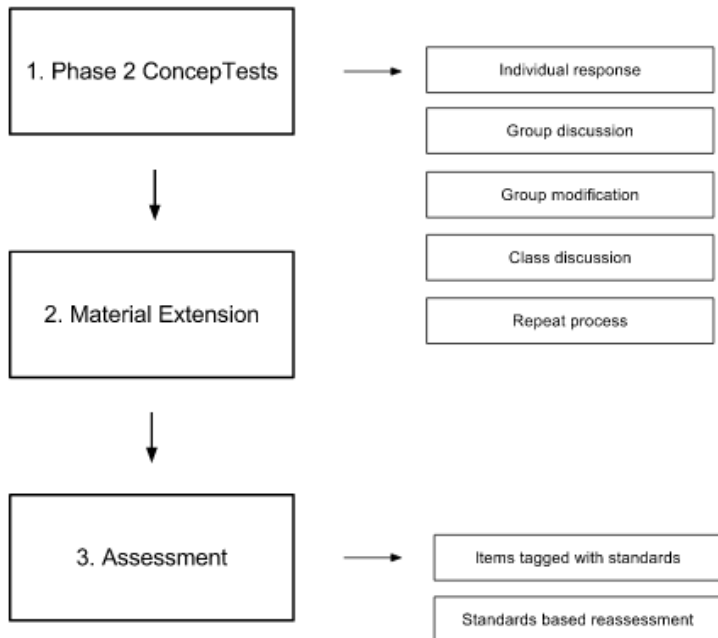 1. Phase 2 ConcepTests
Individual response
Group discussion
Group modification
Class discussion
Repeat process
2. Material Extension
3. Assessment
Items tagged with standards
Standards based reassessment